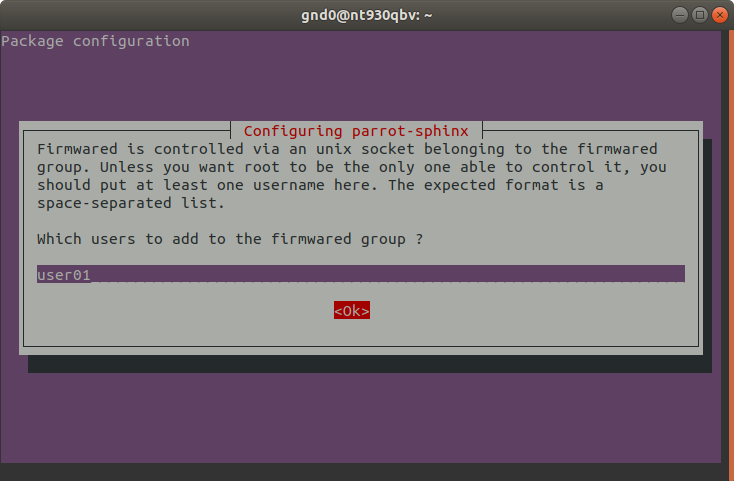 gnd0@nt930qbv: ~
Package configuration
Configuring parrot-sphinx
Firmwared is controlled via an unix socket belonging to the firmwared
group. Unless you want root to be the only one able to control it, you
should put at least one username here. The expected format is a
space-separated list.
Which users to add to the firmwared group ?
user01
<Ok>